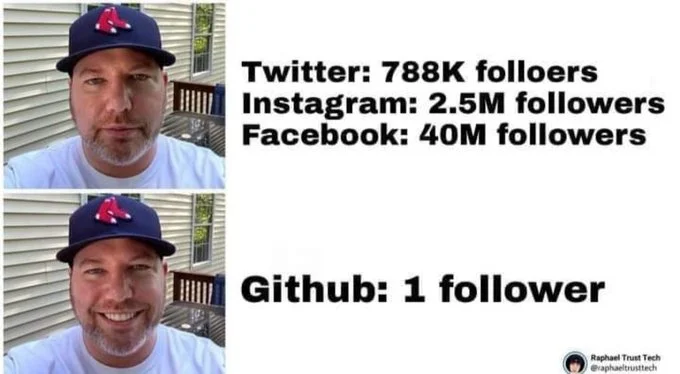 Twitter: 788K folloers
Instagram: 2.5M followers
Facebook: 40M followers
Github: 1 follower
Raphael Trust Tech
@raphaeltrusttech